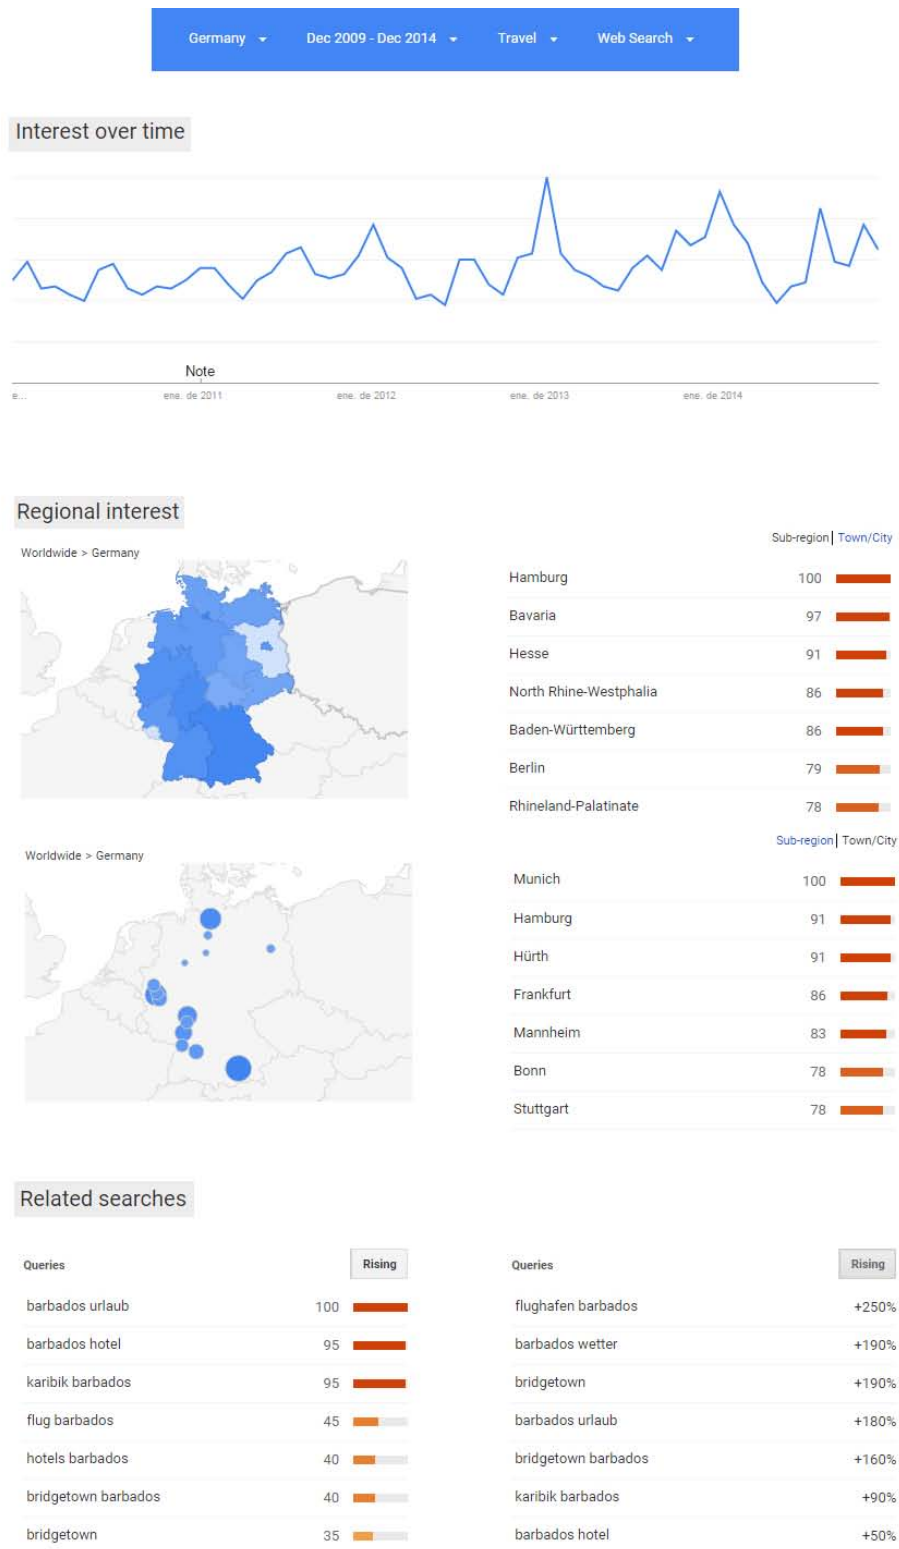 Germany Dec 2009 - Dec 2014 Travel Web Search
Interest over time
Note
e... ene. de 2011 ene. de 2012 ene. de 2013 ene. de 2014
Regional interest
Sub-region | Town/City
Worldwide > Germany
Hamburg 100
Bavaria 97
Hesse 91
North Rhine-Westphalia 86
Baden-Württemberg 86
Berlin 79
Rhineland-Palatinate 78
Sub-region | Town/City
Worldwide > Germany
Munich 100
Hamburg 91
Hürth 91
Frankfurt 86
Mannheim 83
Bonn 78
Stuttgart 78
Related searches
Queries Rising
barbados urlaub 100
barbados hotel 95
karibik barbados 95
flug barbados 45
hotels barbados 40
bridgetown barbados 40
bridgetown 35
Queries Rising
flughafen barbados +250%
barbados wetter +190%
bridgetown +190%
barbados urlaub +180%
bridgetown barbados +160%
karibik barbados +90%
barbados hotel +50%